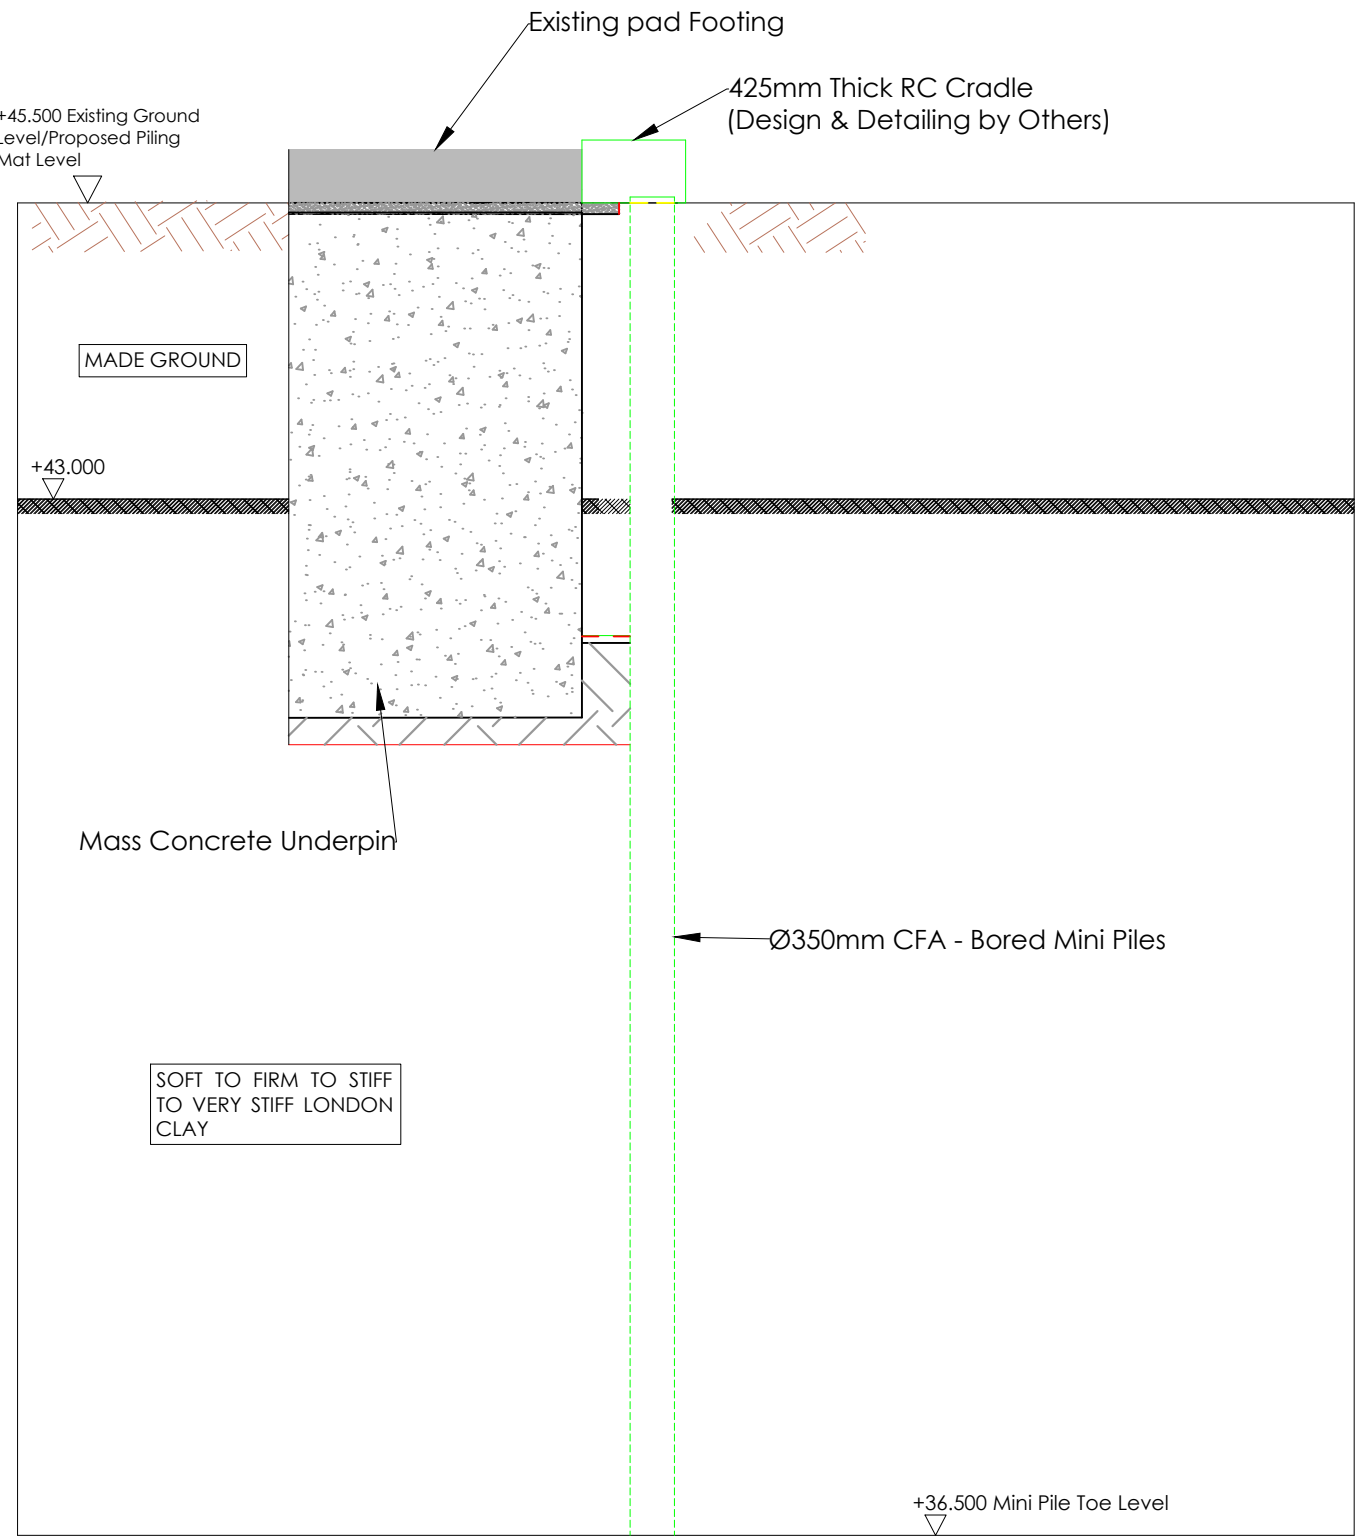 Existing pad Footing
425mm Thick RC Cradle
(Design & Detailing by Others)
+45.500 Existing Ground
Level/Proposed Piling
Mat Level
MADE GROUND
+43.000
Mass Concrete Underpin
Ø350mm CFA - Bored Mini Piles
SOFT TO FIRM TO STIFF
TO VERY STIFF LONDON
CLAY
+36.500 Mini Pile Toe Level